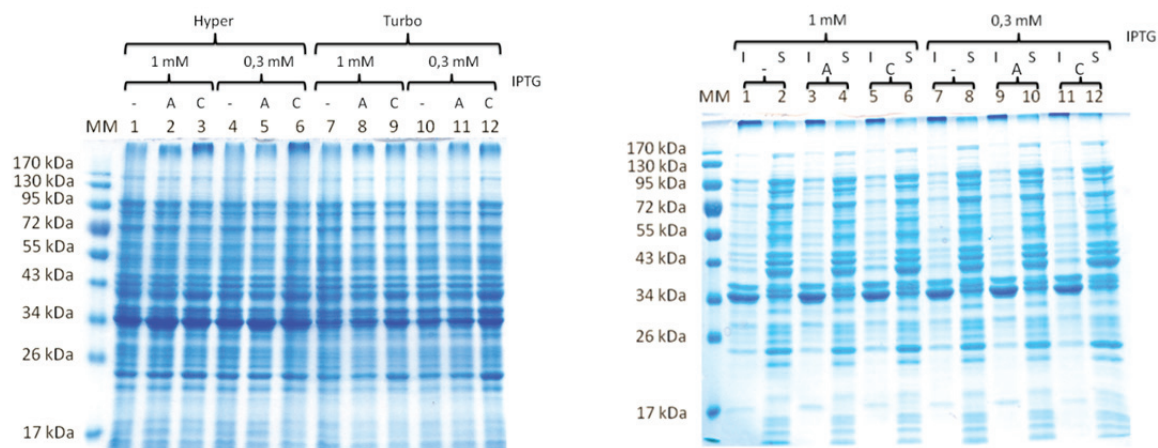 Hyper Turbo
1 mM 0,3 mM 1 mM 0,3 mM IPTG
- A C - A C - A C - A C
MM 1 2 3 4 5 6 7 8 9 10 11 12
170 kDa
130 kDa
95 kDa
72 kDa
55 kDa
43 kDa
34 kDa
26 kDa
17 kDa
1 mM 0,3 mM IPTG
I S I S I S I S I S I S
- A C - A C
MM 1 2 3 4 5 6 7 8 9 10 11 12
170 kDa
130 kDa
95 kDa
72 kDa
55 kDa
43 kDa
34 kDa
26 kDa
17 kDa